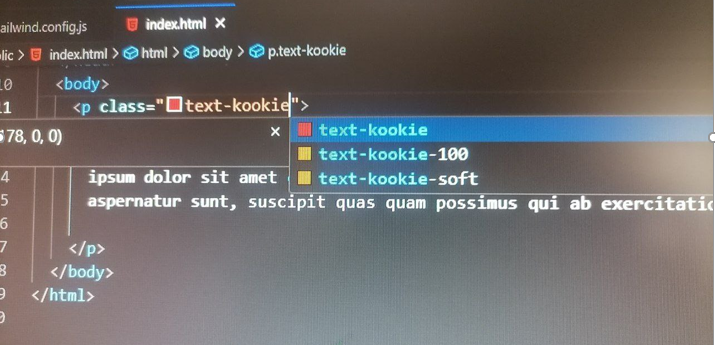 ailwind.config.js index.html ×
lic > index.html > html > body > p.text-kookie
10 <body>
11 <p class="text-kookie">
78, 0, 0) ×
text-kookie
text-kookie-100
text-kookie-soft
4 ipsum dolor sit amet
5 aspernatur sunt, suscipit quas quam possimus qui ab exercitatio
6
7 </p>
8 </body>
9 </html>
0